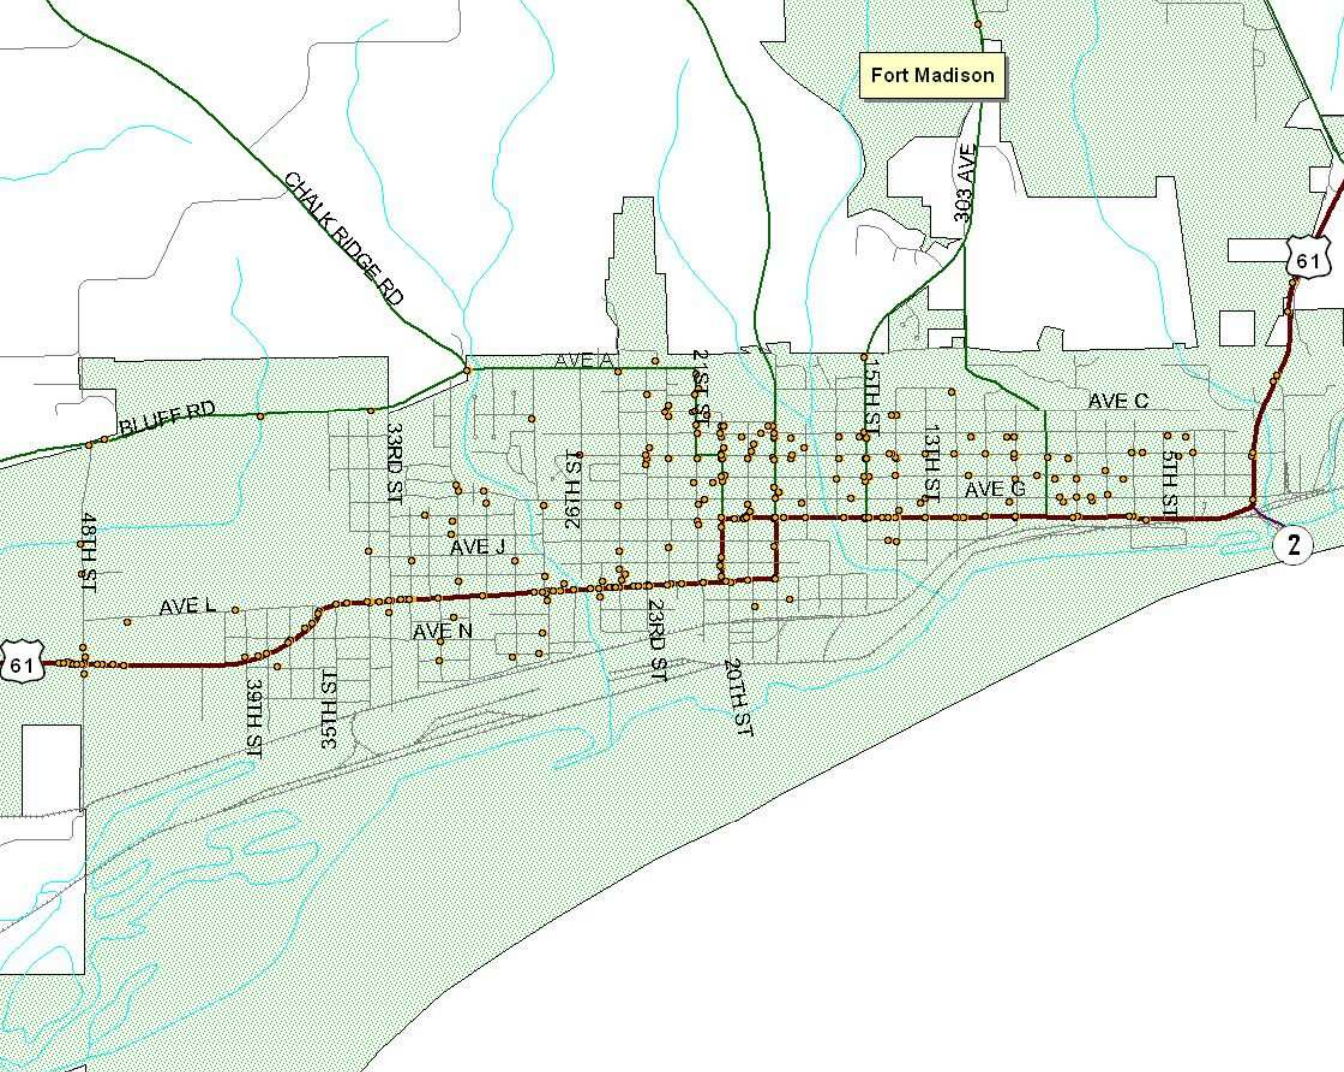 Fort Madison
303 AVE
CHALK RIDGE RD
61
AVE A
21ST ST
15TH ST
AVE C
BLUFF RD
33RD ST
26TH ST
13TH ST
5TH ST
AVE G
48TH ST
AVE J
2
AVE L
AVE N
23RD ST
61
39TH ST
35TH ST
20TH ST